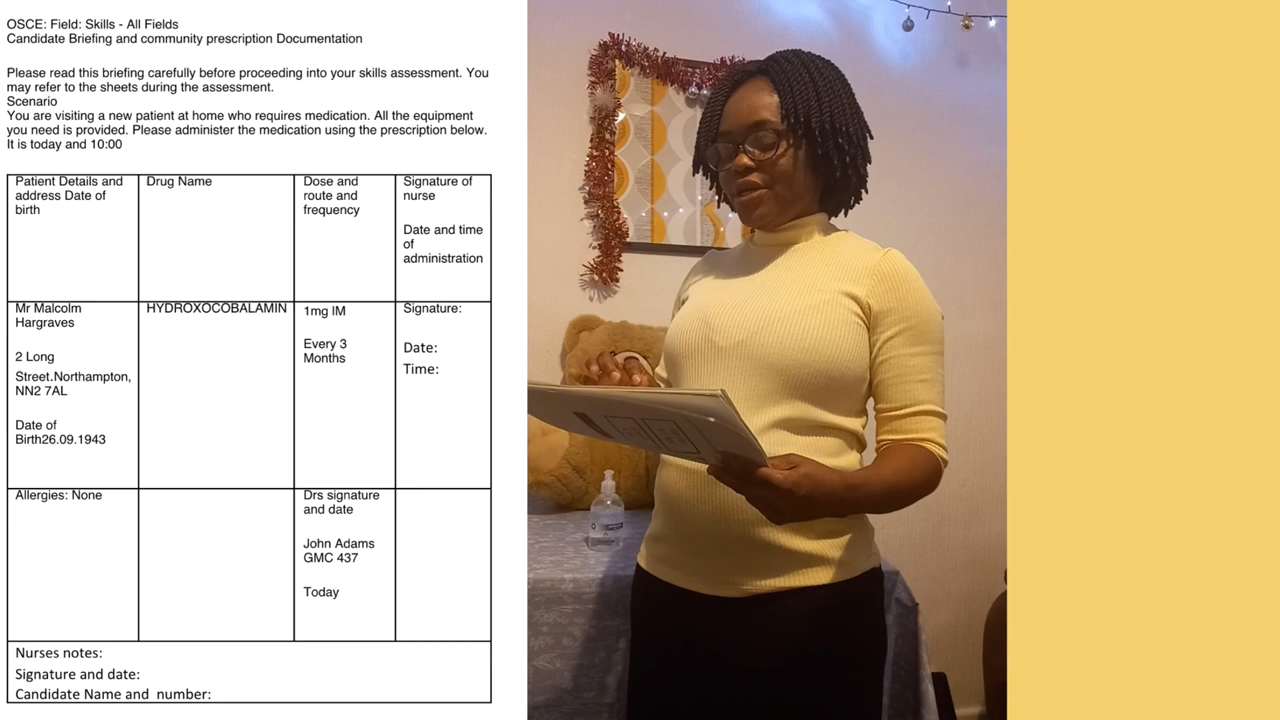 OSCE: Field: Skills - All Fields
Candidate Briefing and community prescription Documentation
Please read this briefing carefully before proceeding into your skills assessment. You
may refer to the sheets during the assessment.
Scenario
You are visiting a new patient at home who requires medication. All the equipment
you need is provided. Please administer the medication using the prescription below.
It is today and 10:00
Patient Details and
address Date of
birth
Drug Name
Dose and
route and
frequency
Signature of
nurse
Date and time
of
administration
Mr Malcolm
Hargraves
2 Long
Street.Northampton,
NN2 7AL
Date of
Birth26.09.1943
HYDROXOCOBALAMIN
1mg IM
Every 3
Months
Signature:
Date:
Time:
Allergies: None
Drs signature
and date
John Adams
GMC 437
Today
Nurses notes:
Signature and date:
Candidate Name and number: